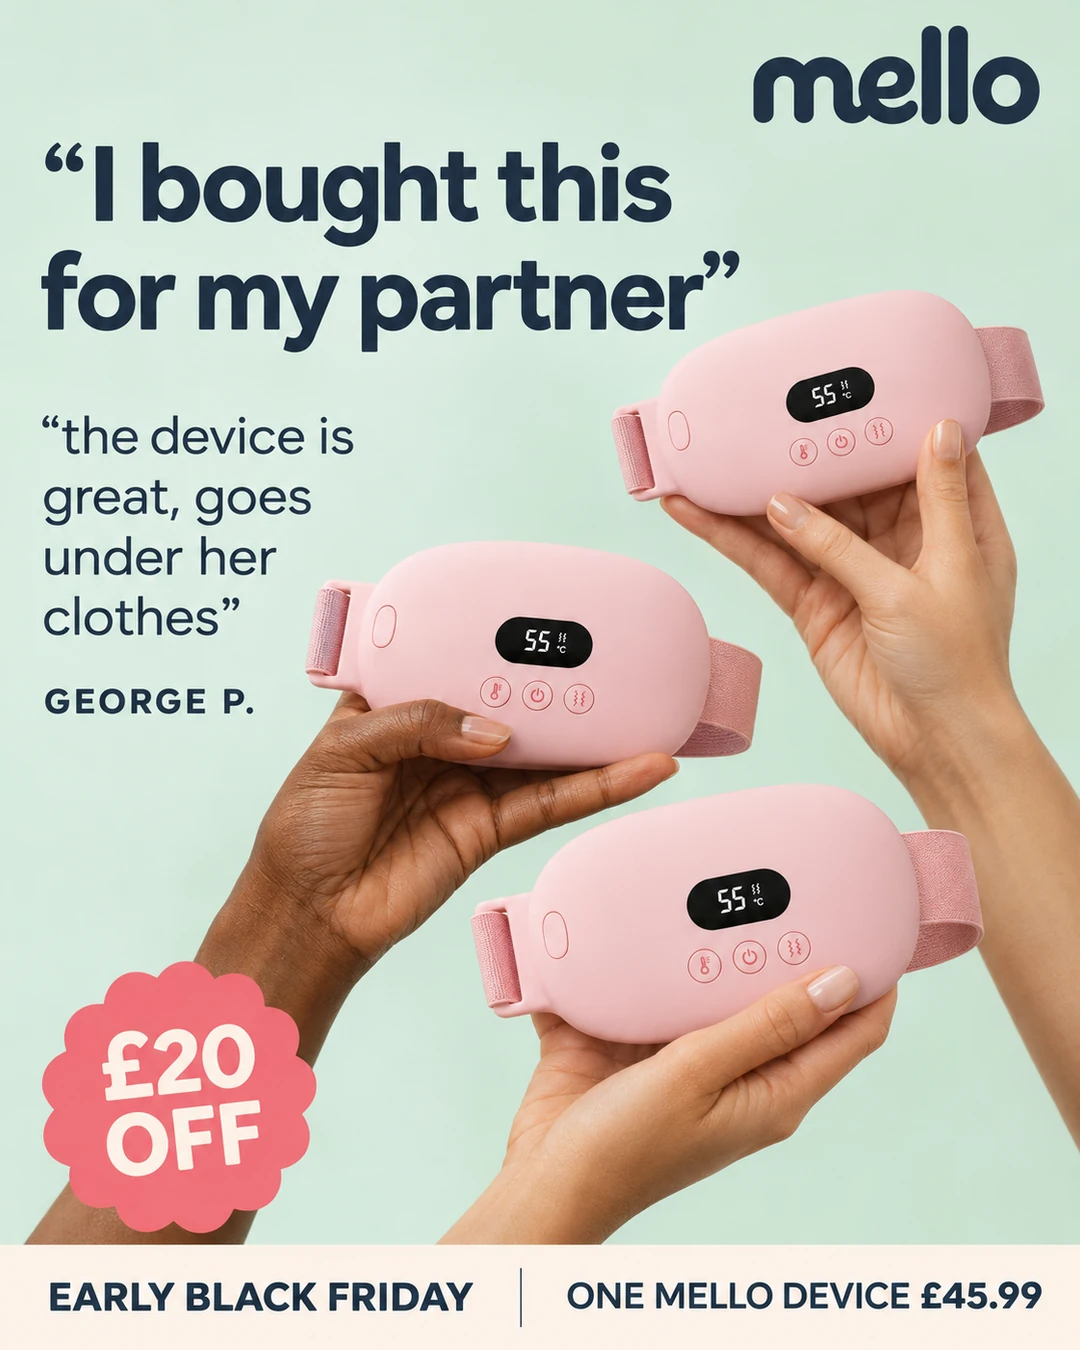 mello
“I bought this
for my partner”
“the device is
great, goes
under her
clothes”
GEORGE P.
55 °C
55 °C
55 °C
£20
OFF
EARLY BLACK FRIDAY
ONE MELLO DEVICE £45.99